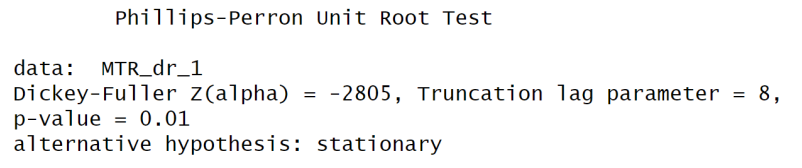 Phillips-Perron Unit Root Test
data:  MTR_dr_1
Dickey-Fuller Z(alpha) = -2805, Truncation lag parameter = 8,
p-value = 0.01
alternative hypothesis: stationary